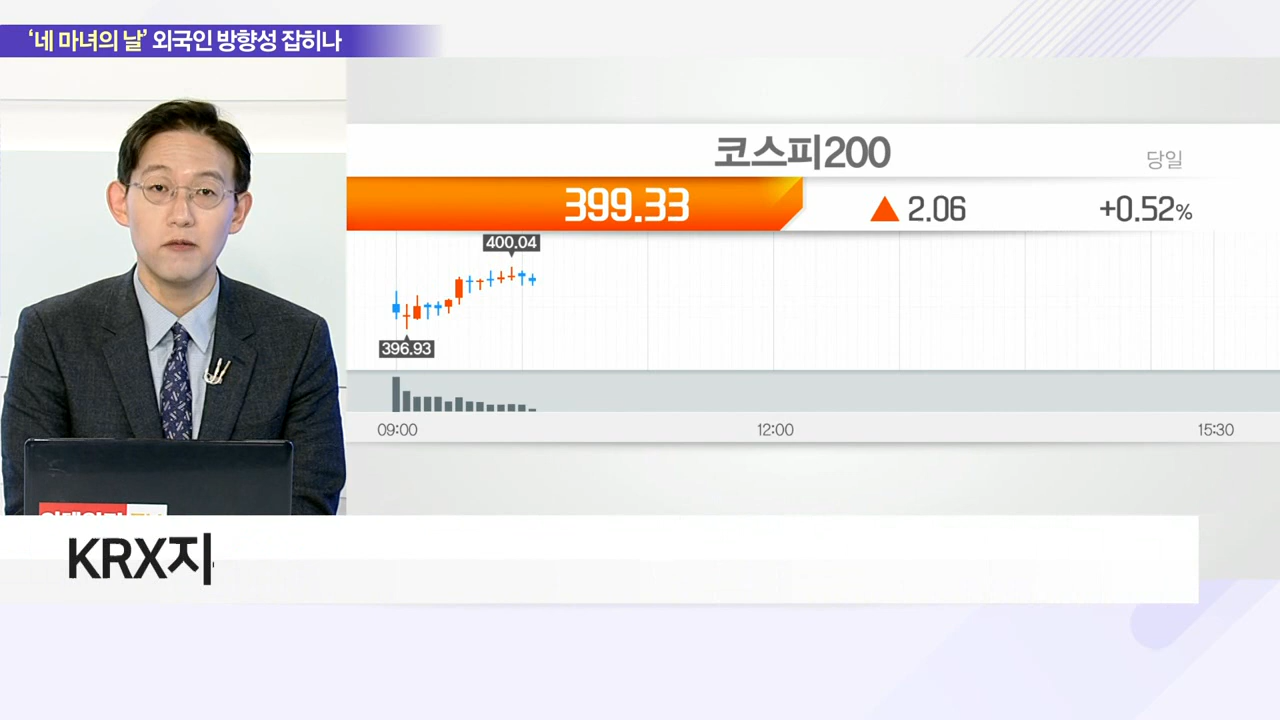 ‘네 마녀의 날’ 외국인 방향성 잡히나
코스피200
당일
399.33
▲ 2.06
+0.52%
400.04
396.93
09:00
12:00
15:30
KRX지